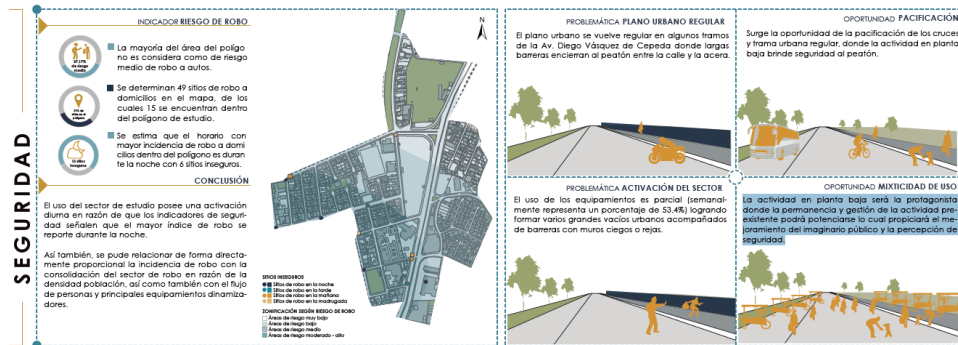 SEGURIDAD
INDICADOR RIESGO DE ROBO
37,17%
de riesgo
medio
La mayoría del área del polígo
no es considera como de riesgo
medio de robo a autos.
Se determinan 49 sitios de robo a
domicilios en el mapa, de los
cuales 15 se encuentran dentro
del polígono de estudio.
Se estima que el horario con
mayor incidencia de robo a domi
cilios dentro del polígono es duran
te la noche con 6 sitios inseguros.
CONCLUSIÓN
El uso del sector de estudio posee una activación
diurna en razón de que los indicadores de seguri-
dad señalen que el mayor índice de robo se
reporte durante la noche.
Así también, se pude relacionar de forma directa-
mente proporcional la incidencia de robo con la
consolidación del sector de robo en razón de la
densidad población, así como también con el flujo
de personas y principales equipamientos dinamiza-
dores.
N
SITIOS INSEGUROS
Sitios de robo en la noche
Sitios de robo en la tarde
Sitios de robo en la mañana
Sitios de robo en la madrugada
ZONIFICACIÓN SEGÚN RIESGO DE ROBO
Áreas de riesgo muy bajo
Áreas de riesgo bajo
Áreas de riesgo medio
Áreas de riesgo moderado - alto
PROBLEMÁTICA PLANO URBANO REGULAR
El plano urbano se vuelve regular en algunos tramos
de la Av. Diego Vásquez de Cepeda donde largas
barreras encierran al peatón entre la calle y la acera.
OPORTUNIDAD PACIFICACIÓN
Surge la oportunidad de la pacificación de los cruces
y trama urbana regular, donde la actividad en planta
baja brinde seguridad al peatón.
PROBLEMÁTICA ACTIVACIÓN DEL SECTOR
El uso de los equipamientos es parcial (semanal-
mente representa un porcentaje de 53.4%) logrando
formar varios grandes vacíos urbanos acompañados
de barreras con muros ciegos o rejas.
OPORTUNIDAD MIXTICIDAD DE USO
La actividad en planta baja será la protagonista
donde la permanencia y gestión de la actividad pre-
existente podrá potenciarse lo cual propiciará el me-
joramiento del imaginario público y la percepción de
seguridad.